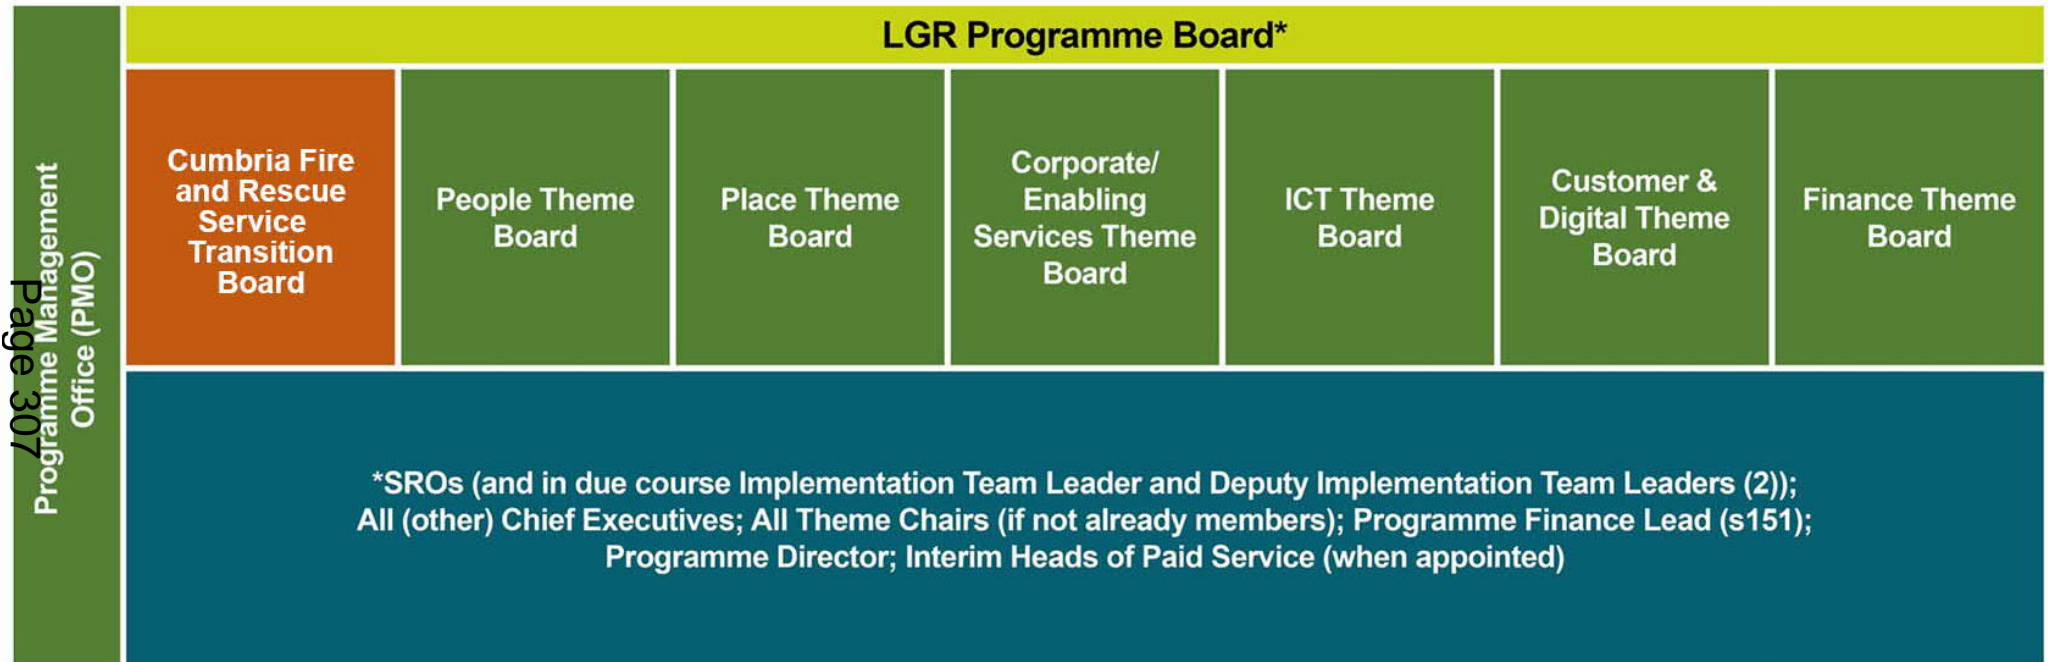 LGR Programme Board*
Programme Management
Office (PMO)
Page 307
Cumbria Fire
and Rescue
Service
Transition
Board
People Theme
Board
Place Theme
Board
Corporate/
Enabling
Services Theme
Board
ICT Theme
Board
Customer &
Digital Theme
Board
Finance Theme
Board
*SROs (and in due course Implementation Team Leader and Deputy Implementation Team Leaders (2));
All (other) Chief Executives; All Theme Chairs (if not already members); Programme Finance Lead (s151);
Programme Director; Interim Heads of Paid Service (when appointed)